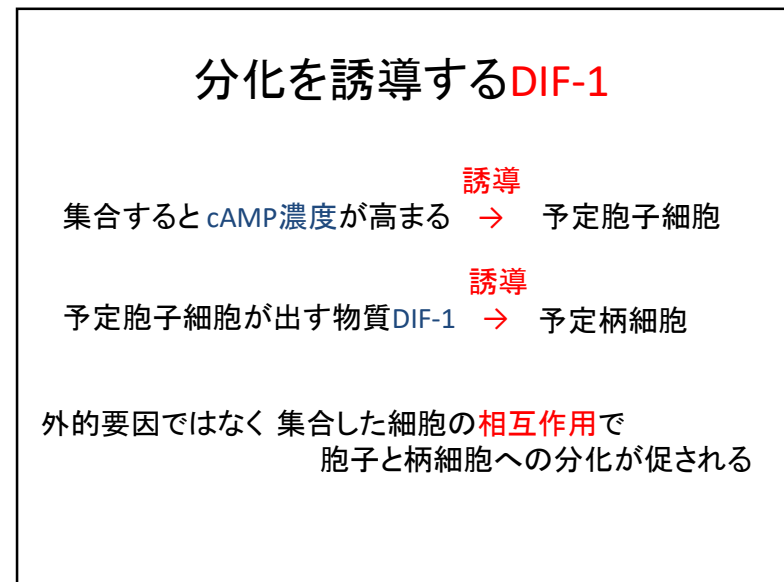 分化を誘導するDIF-1
誘導
集合すると cAMP濃度が高まる → 予定胞子細胞
誘導
予定胞子細胞が出す物質DIF-1 → 予定柄細胞
外的要因ではなく 集合した細胞の相互作用で
胞子と柄細胞への分化が促される